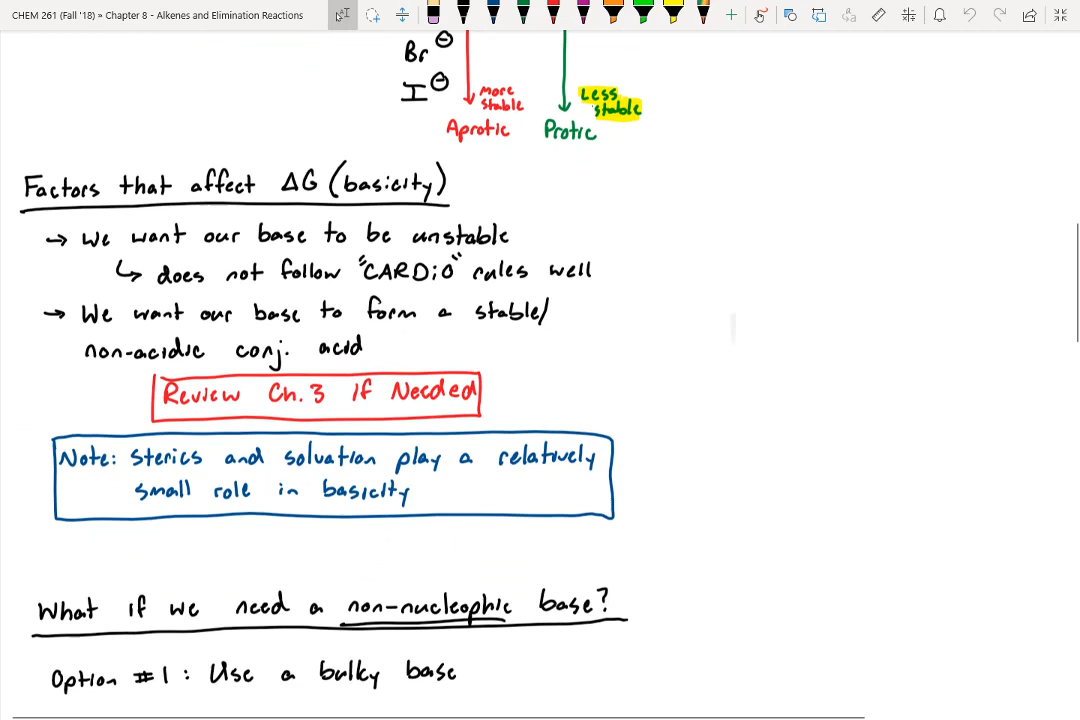 CHEM 261 (Fall '18) » Chapter 8 - Alkenes and Elimination Reactions
Br ⊖
I ⊖
More
Stable
Less
stable
Aprotic Protic
Factors that affect ΔG (basicity)
→ We want our base to be unstable
↳ does not follow "CARDiO" rules well
→ We want our base to form a stable/
non-acidic conj. acid
Review Ch. 3 if Needed
Note: Sterics and solvation play a relatively
small role in basicity
What if we need a non-nucleophic base?
Option #1: Use a bulky base